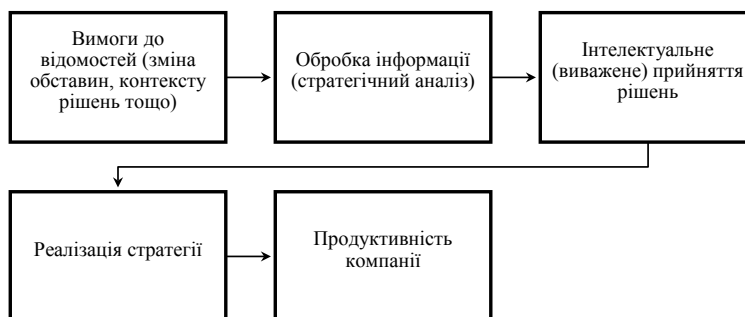 Вимоги до
відомостей (зміна
обставин, контексту
рішень тощо)
Обробка інформації
(стратегічний аналіз)
Інтелектуальне
(виважене) прийняття
рішень
Реалізація стратегії
Продуктивність
компанії